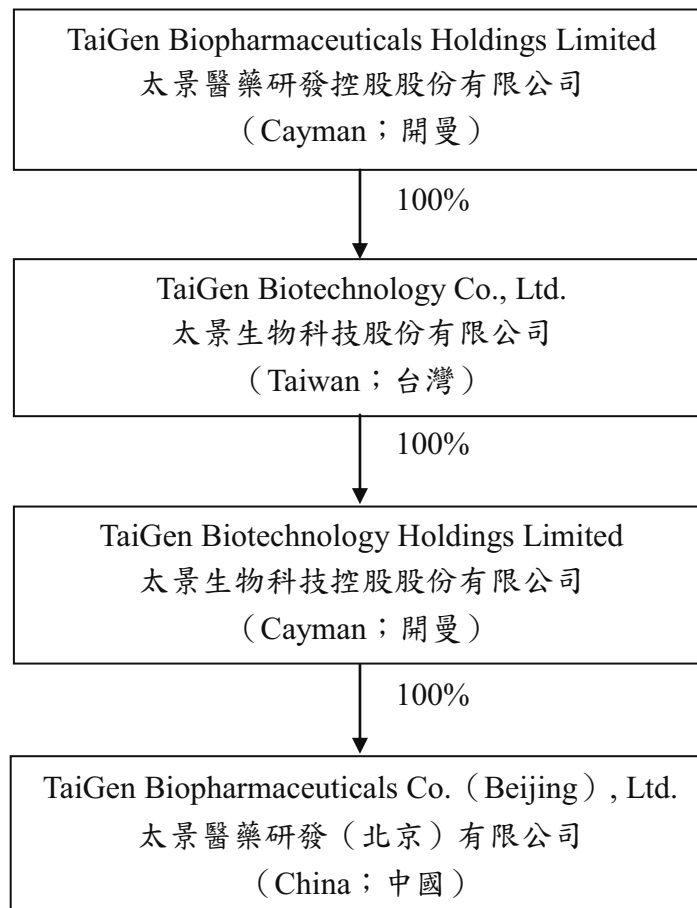 TaiGen Biopharmaceuticals Holdings Limited
太景醫藥研發控股股份有限公司
（Cayman；開曼）
100%
TaiGen Biotechnology Co., Ltd.
太景生物科技股份有限公司
（Taiwan；台灣）
100%
TaiGen Biotechnology Holdings Limited
太景生物科技控股股份有限公司
（Cayman；開曼）
100%
TaiGen Biopharmaceuticals Co.（Beijing）, Ltd.
太景醫藥研發（北京）有限公司
（China；中國）